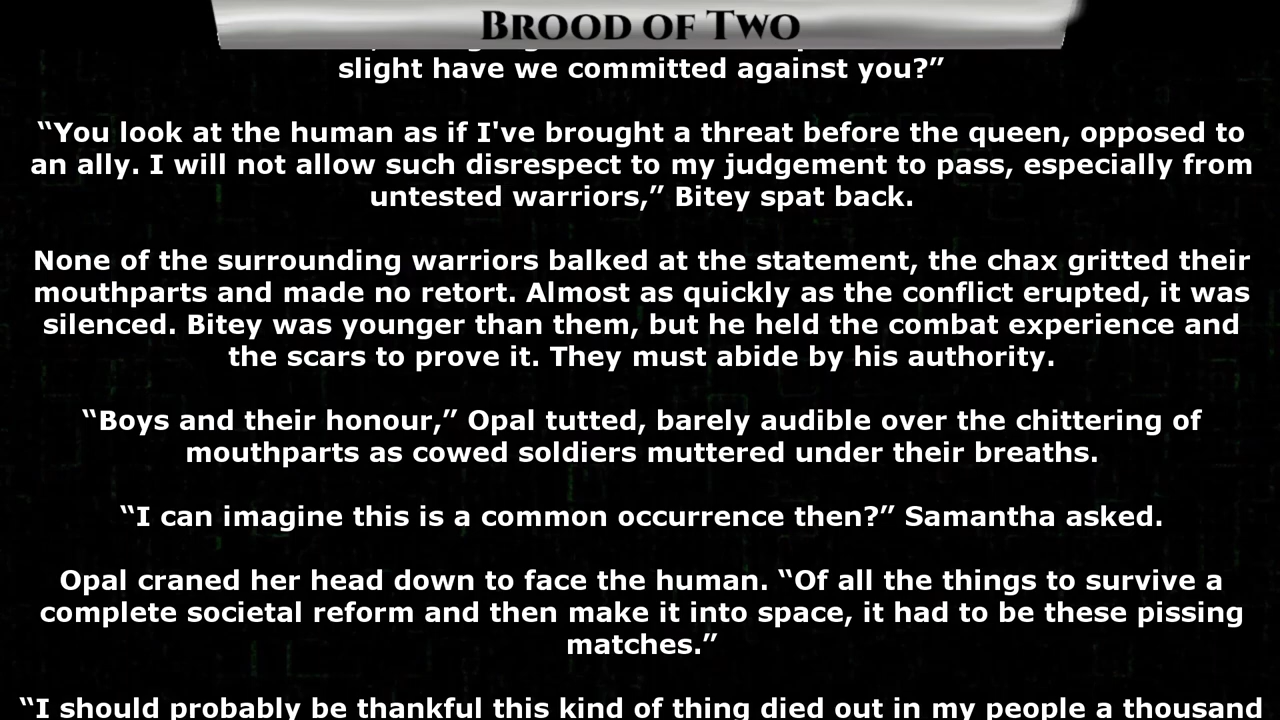 Brood of Two
slight have we committed against you?”
“You look at the human as if I've brought a threat before the queen, opposed to
an ally. I will not allow such disrespect to my judgement to pass, especially from
untested warriors,” Bitey spat back.
None of the surrounding warriors balked at the statement, the chax gritted their
mouthparts and made no retort. Almost as quickly as the conflict erupted, it was
silenced. Bitey was younger than them, but he held the combat experience and
the scars to prove it. They must abide by his authority.
“Boys and their honour,” Opal tutted, barely audible over the chittering of
mouthparts as cowed soldiers muttered under their breaths.
“I can imagine this is a common occurrence then?” Samantha asked.
Opal craned her head down to face the human. “Of all the things to survive a
complete societal reform and then make it into space, it had to be these pissing
matches.”
“I should probably be thankful this kind of thing died out in my people a thousand